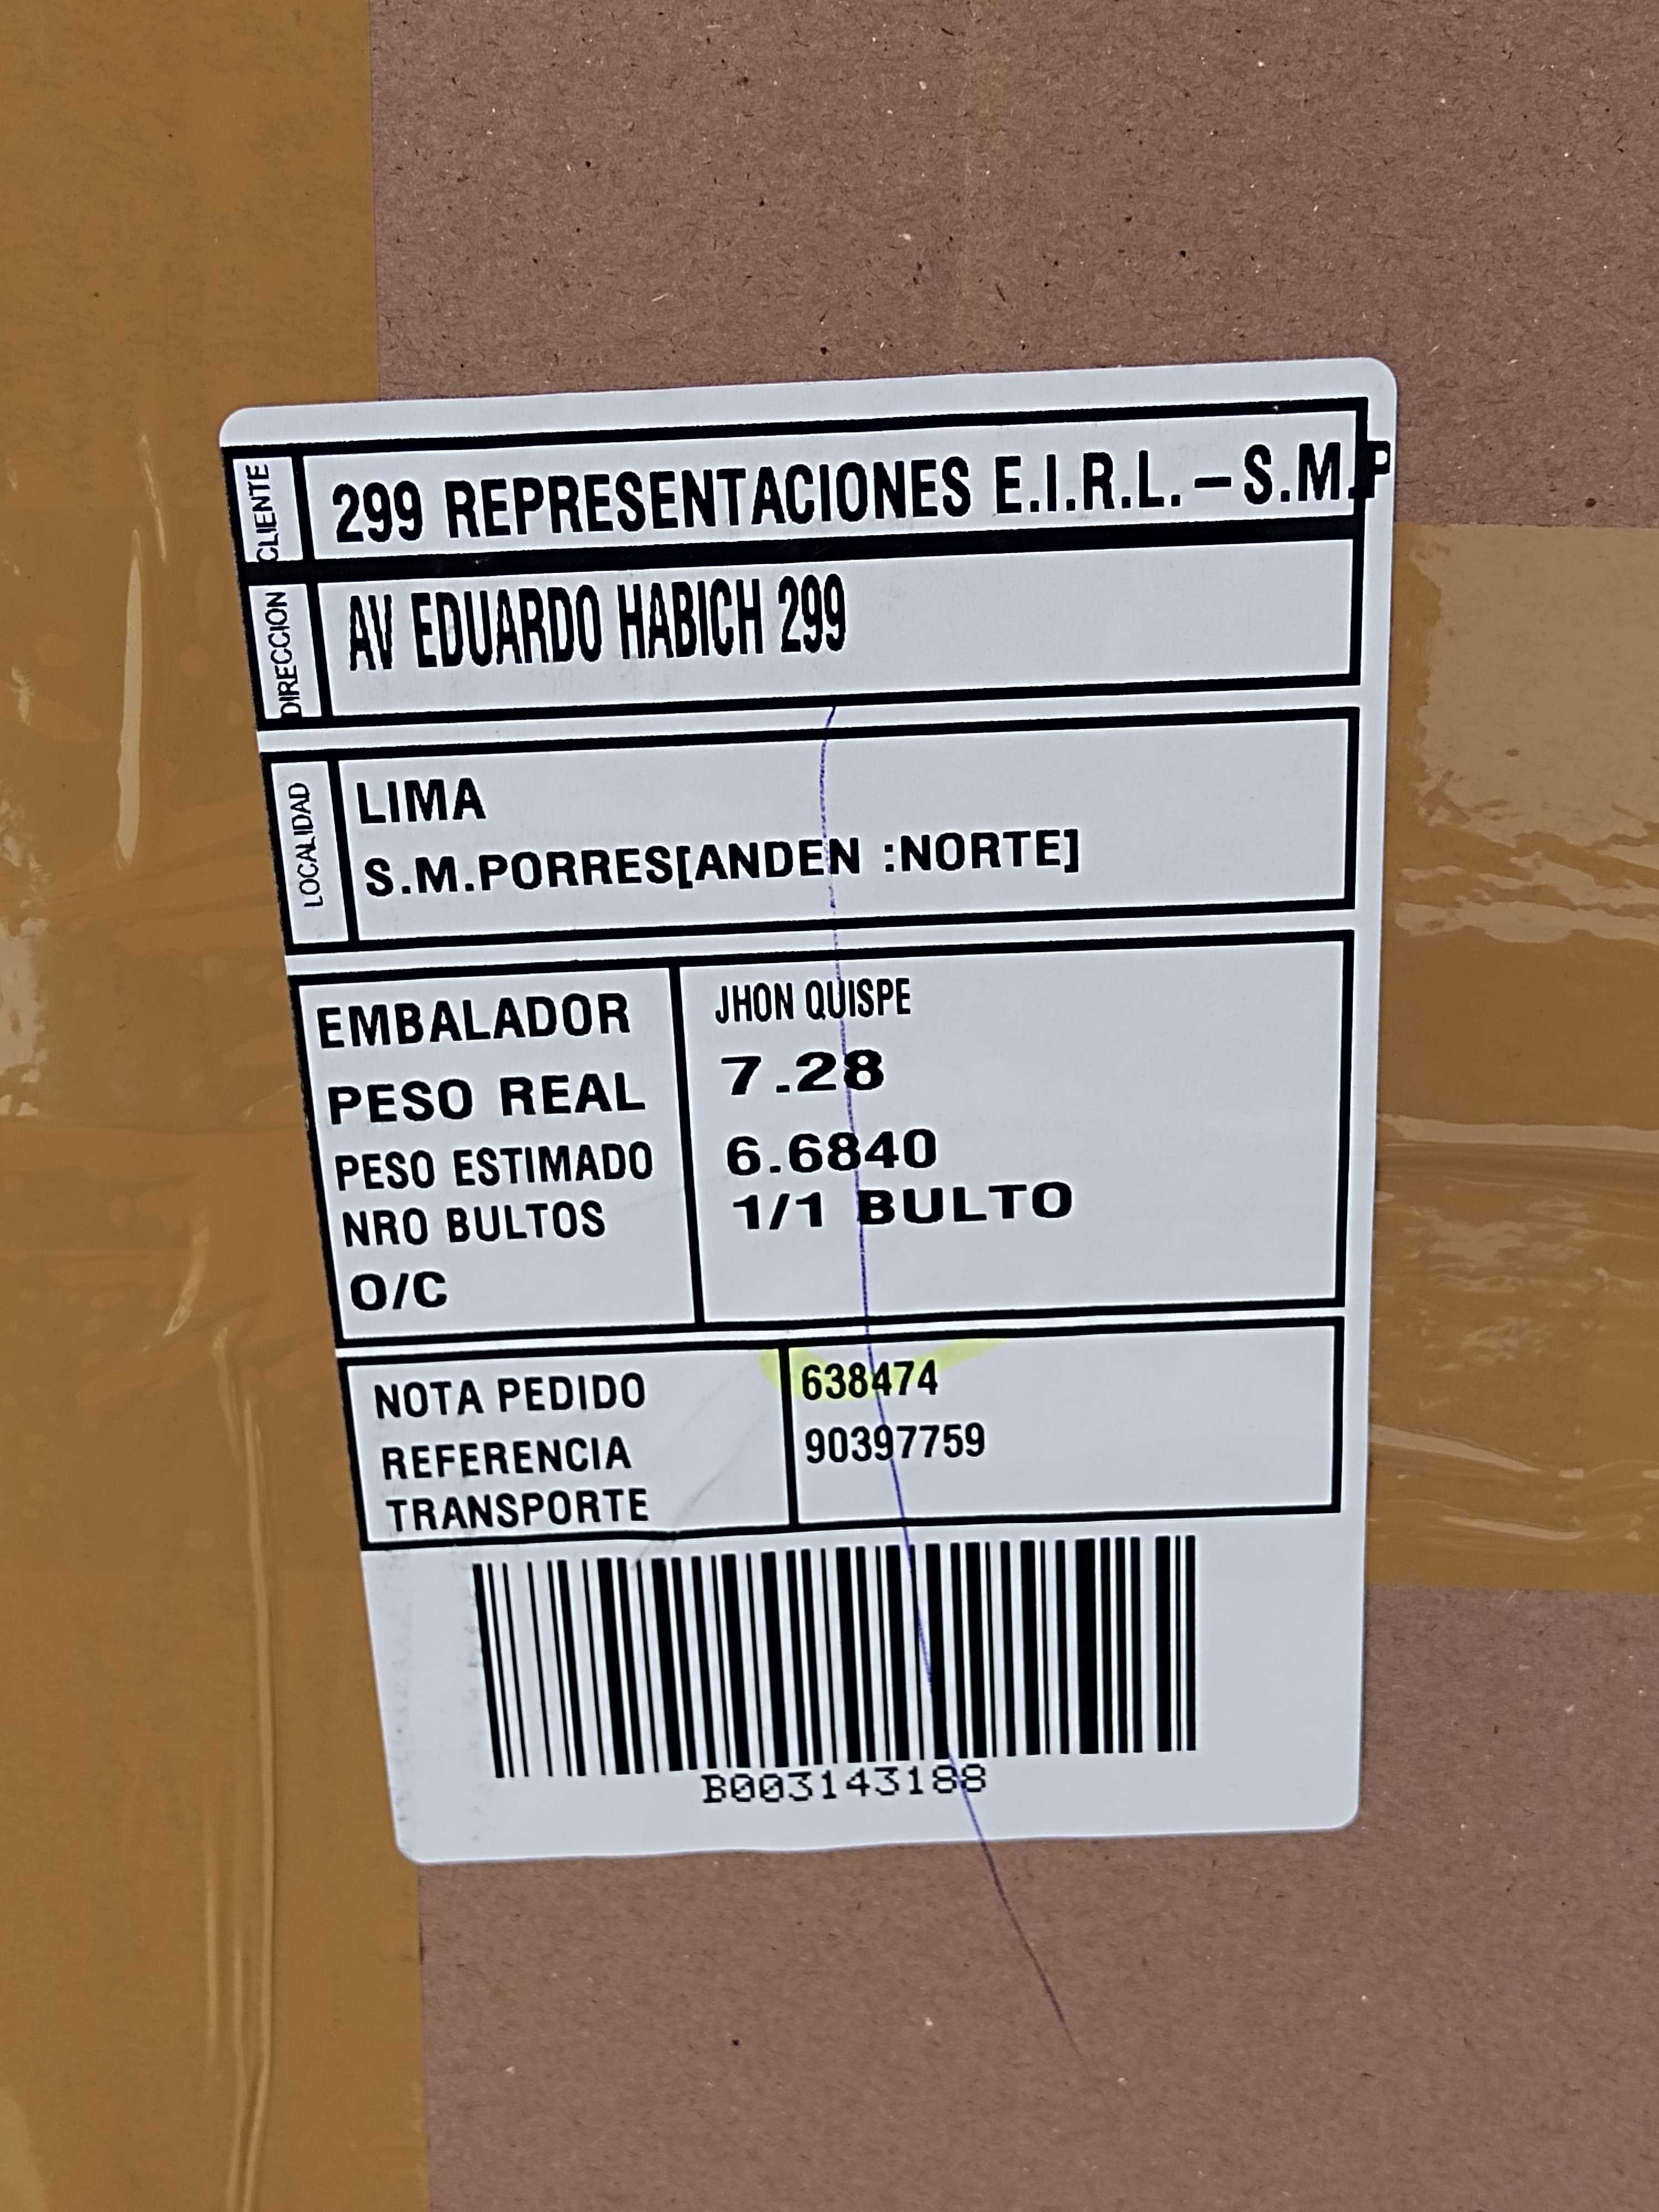 CLIENTE
299 REPRESENTACIONES E.I.R.L.-S.M.P
DIRECCION
AV EDUARDO HABICH 299
LOCALIDAD
LIMA
S.M.PORRES[ANDEN :NORTE]
EMBALADOR JHON QUISPE
PESO REAL 7.28
PESO ESTIMADO 6.6840
NRO BULTOS 1/1 BULTO
O/C
NOTA PEDIDO 638474
REFERENCIA 90397759
TRANSPORTE
B003143188